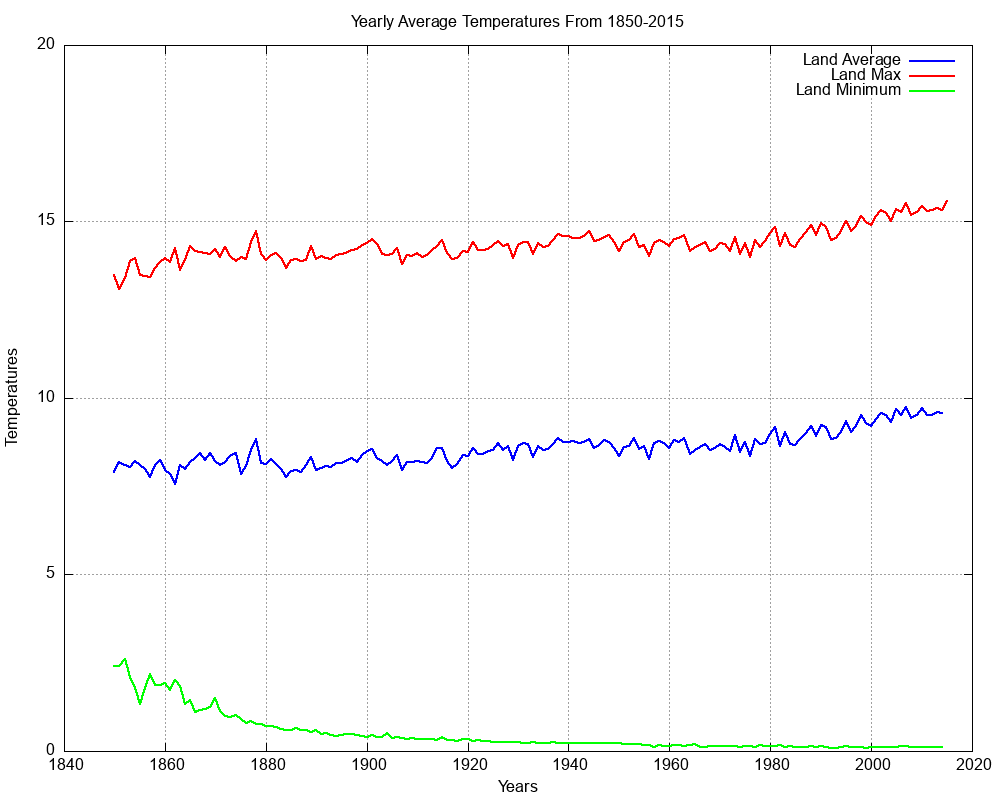 Yearly Average Temperatures From 1850-2015
20
Land Average
Land Max
Land Minimum
15
10
Temperatures
5
0
1840 1860 1880 1900 1920 1940 1960 1980 2000 2020
Years